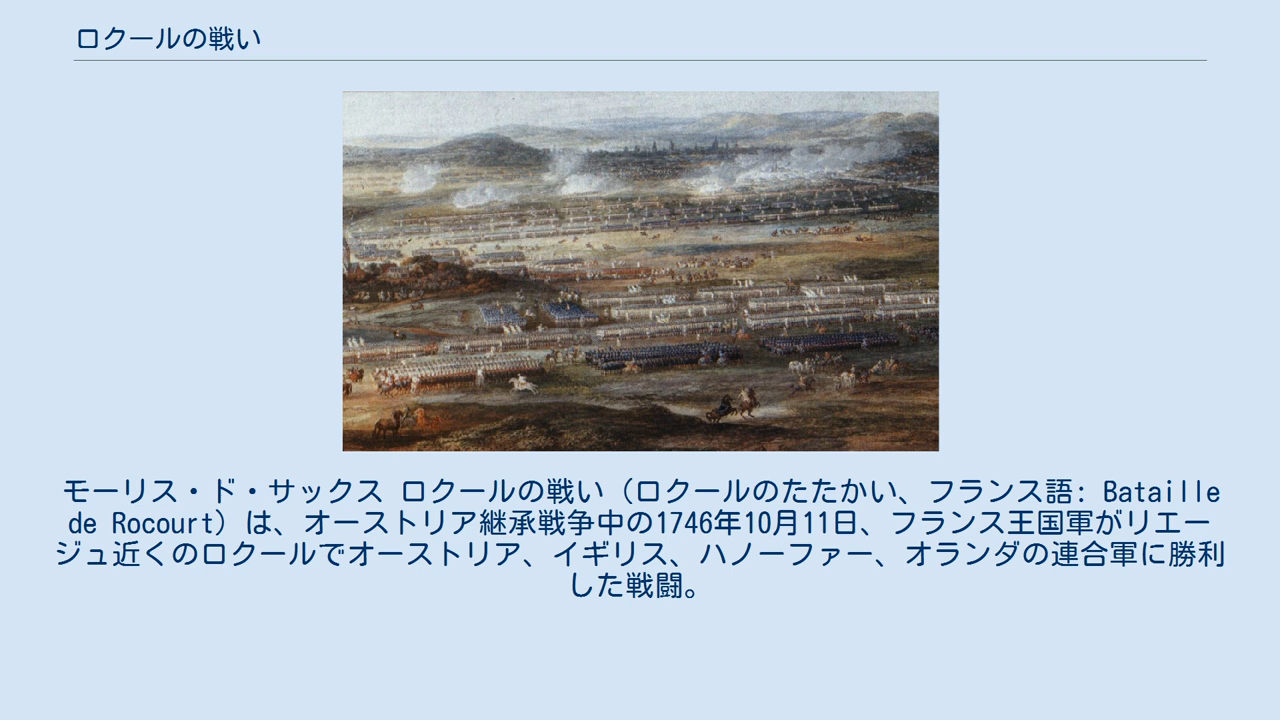 ロクールの戦い
モーリス・ド・サックス ロクールの戦い（ロクールのたたかい、フランス語: Bataille
de Rocourt）は、オーストリア継承戦争中の1746年10月11日、フランス王国軍がリエー
ジュ近くのロクールでオーストリア、イギリス、ハノーファー、オランダの連合軍に勝利
した戦闘。